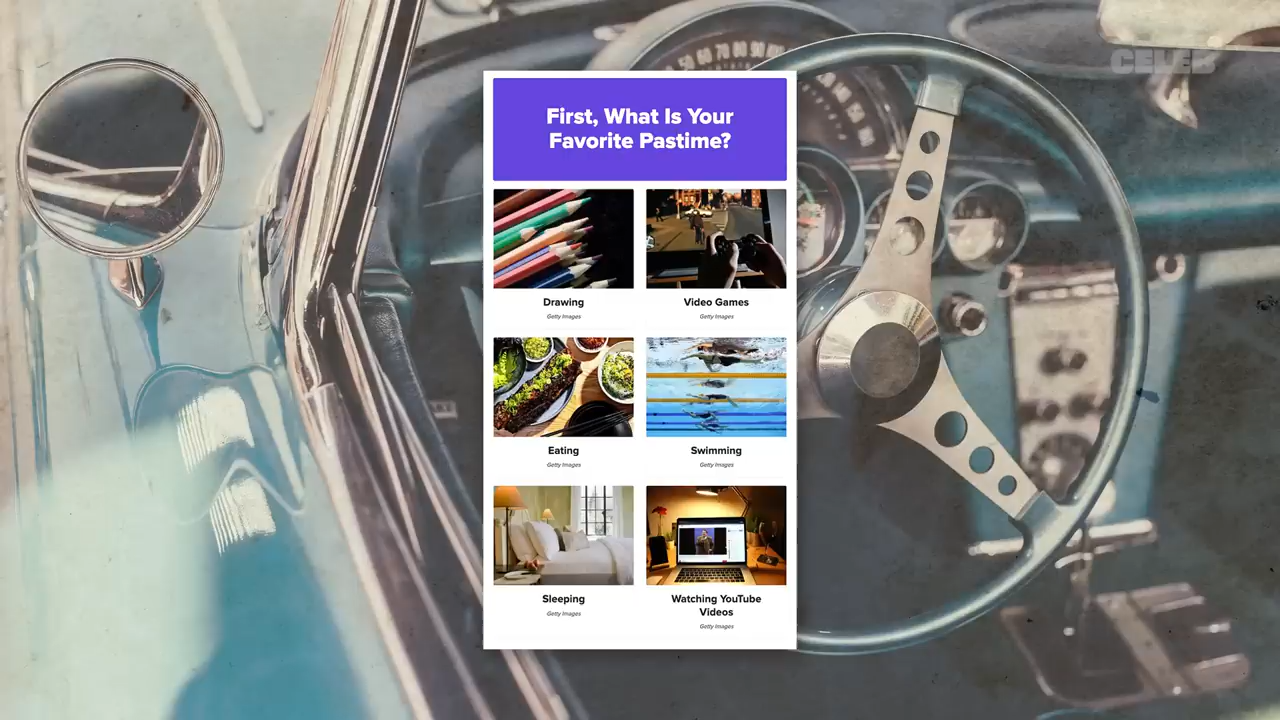 CELEB
First, What Is Your
Favorite Pastime?
Drawing
Getty Images
Video Games
Getty Images
Eating
Getty Images
Swimming
Getty Images
Sleeping
Getty Images
Watching YouTube
Videos
Getty Images